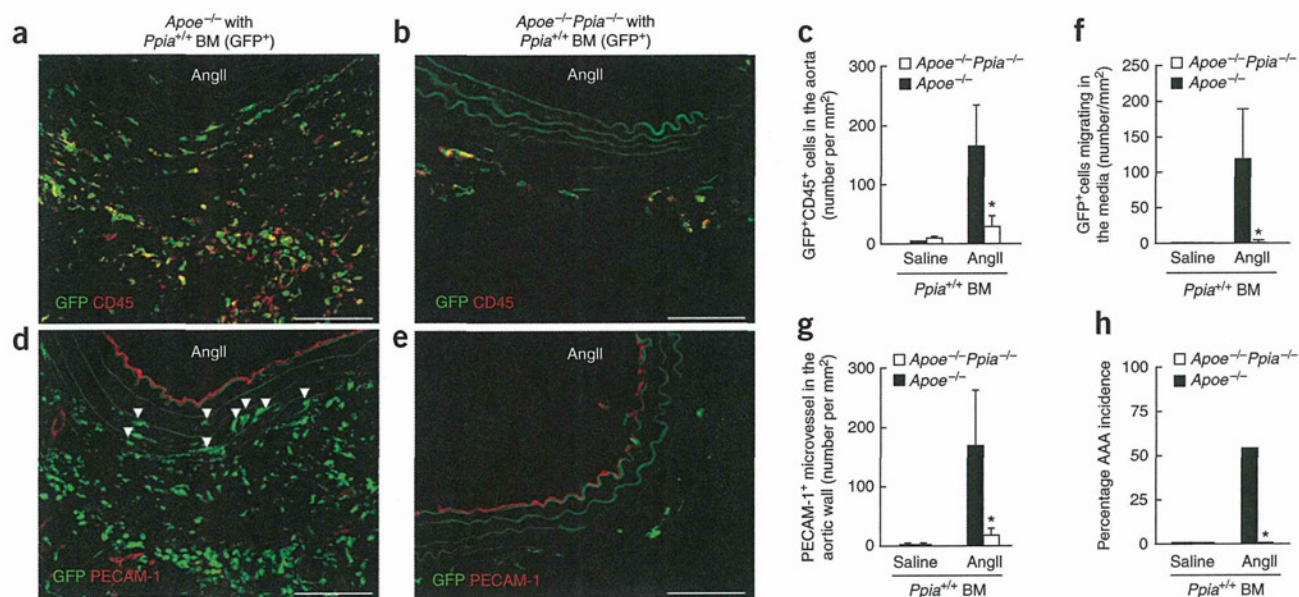 a
Apoe–/– with
Ppia+/+ BM (GFP+)
AngII
GFP CD45
b
Apoe–/–Ppia–/– with
Ppia+/+ BM (GFP+)
AngII
GFP CD45
c
GFP+CD45+ cells in the aorta
(number per mm2)
Apoe–/–Ppia–/–
Apoe–/–
300
200
100
0
Saline AngII
Ppia+/+ BM
*
f
GFP+cells migrating in
the media (number/mm2)
Apoe–/–Ppia–/–
Apoe–/–
250
200
150
100
50
0
Saline AngII
Ppia+/+ BM
*
d
AngII
GFP PECAM-1
e
AngII
GFP PECAM-1
g
PECAM-1+ microvessel in the
aortic wall (number per mm2)
Apoe–/–Ppia–/–
Apoe–/–
300
200
100
0
Saline AngII
Ppia+/+ BM
*
h
Percentage AAA incidence
Apoe–/–Ppia–/–
Apoe–/–
100
75
50
25
0
Saline AngII
Ppia+/+ BM
*